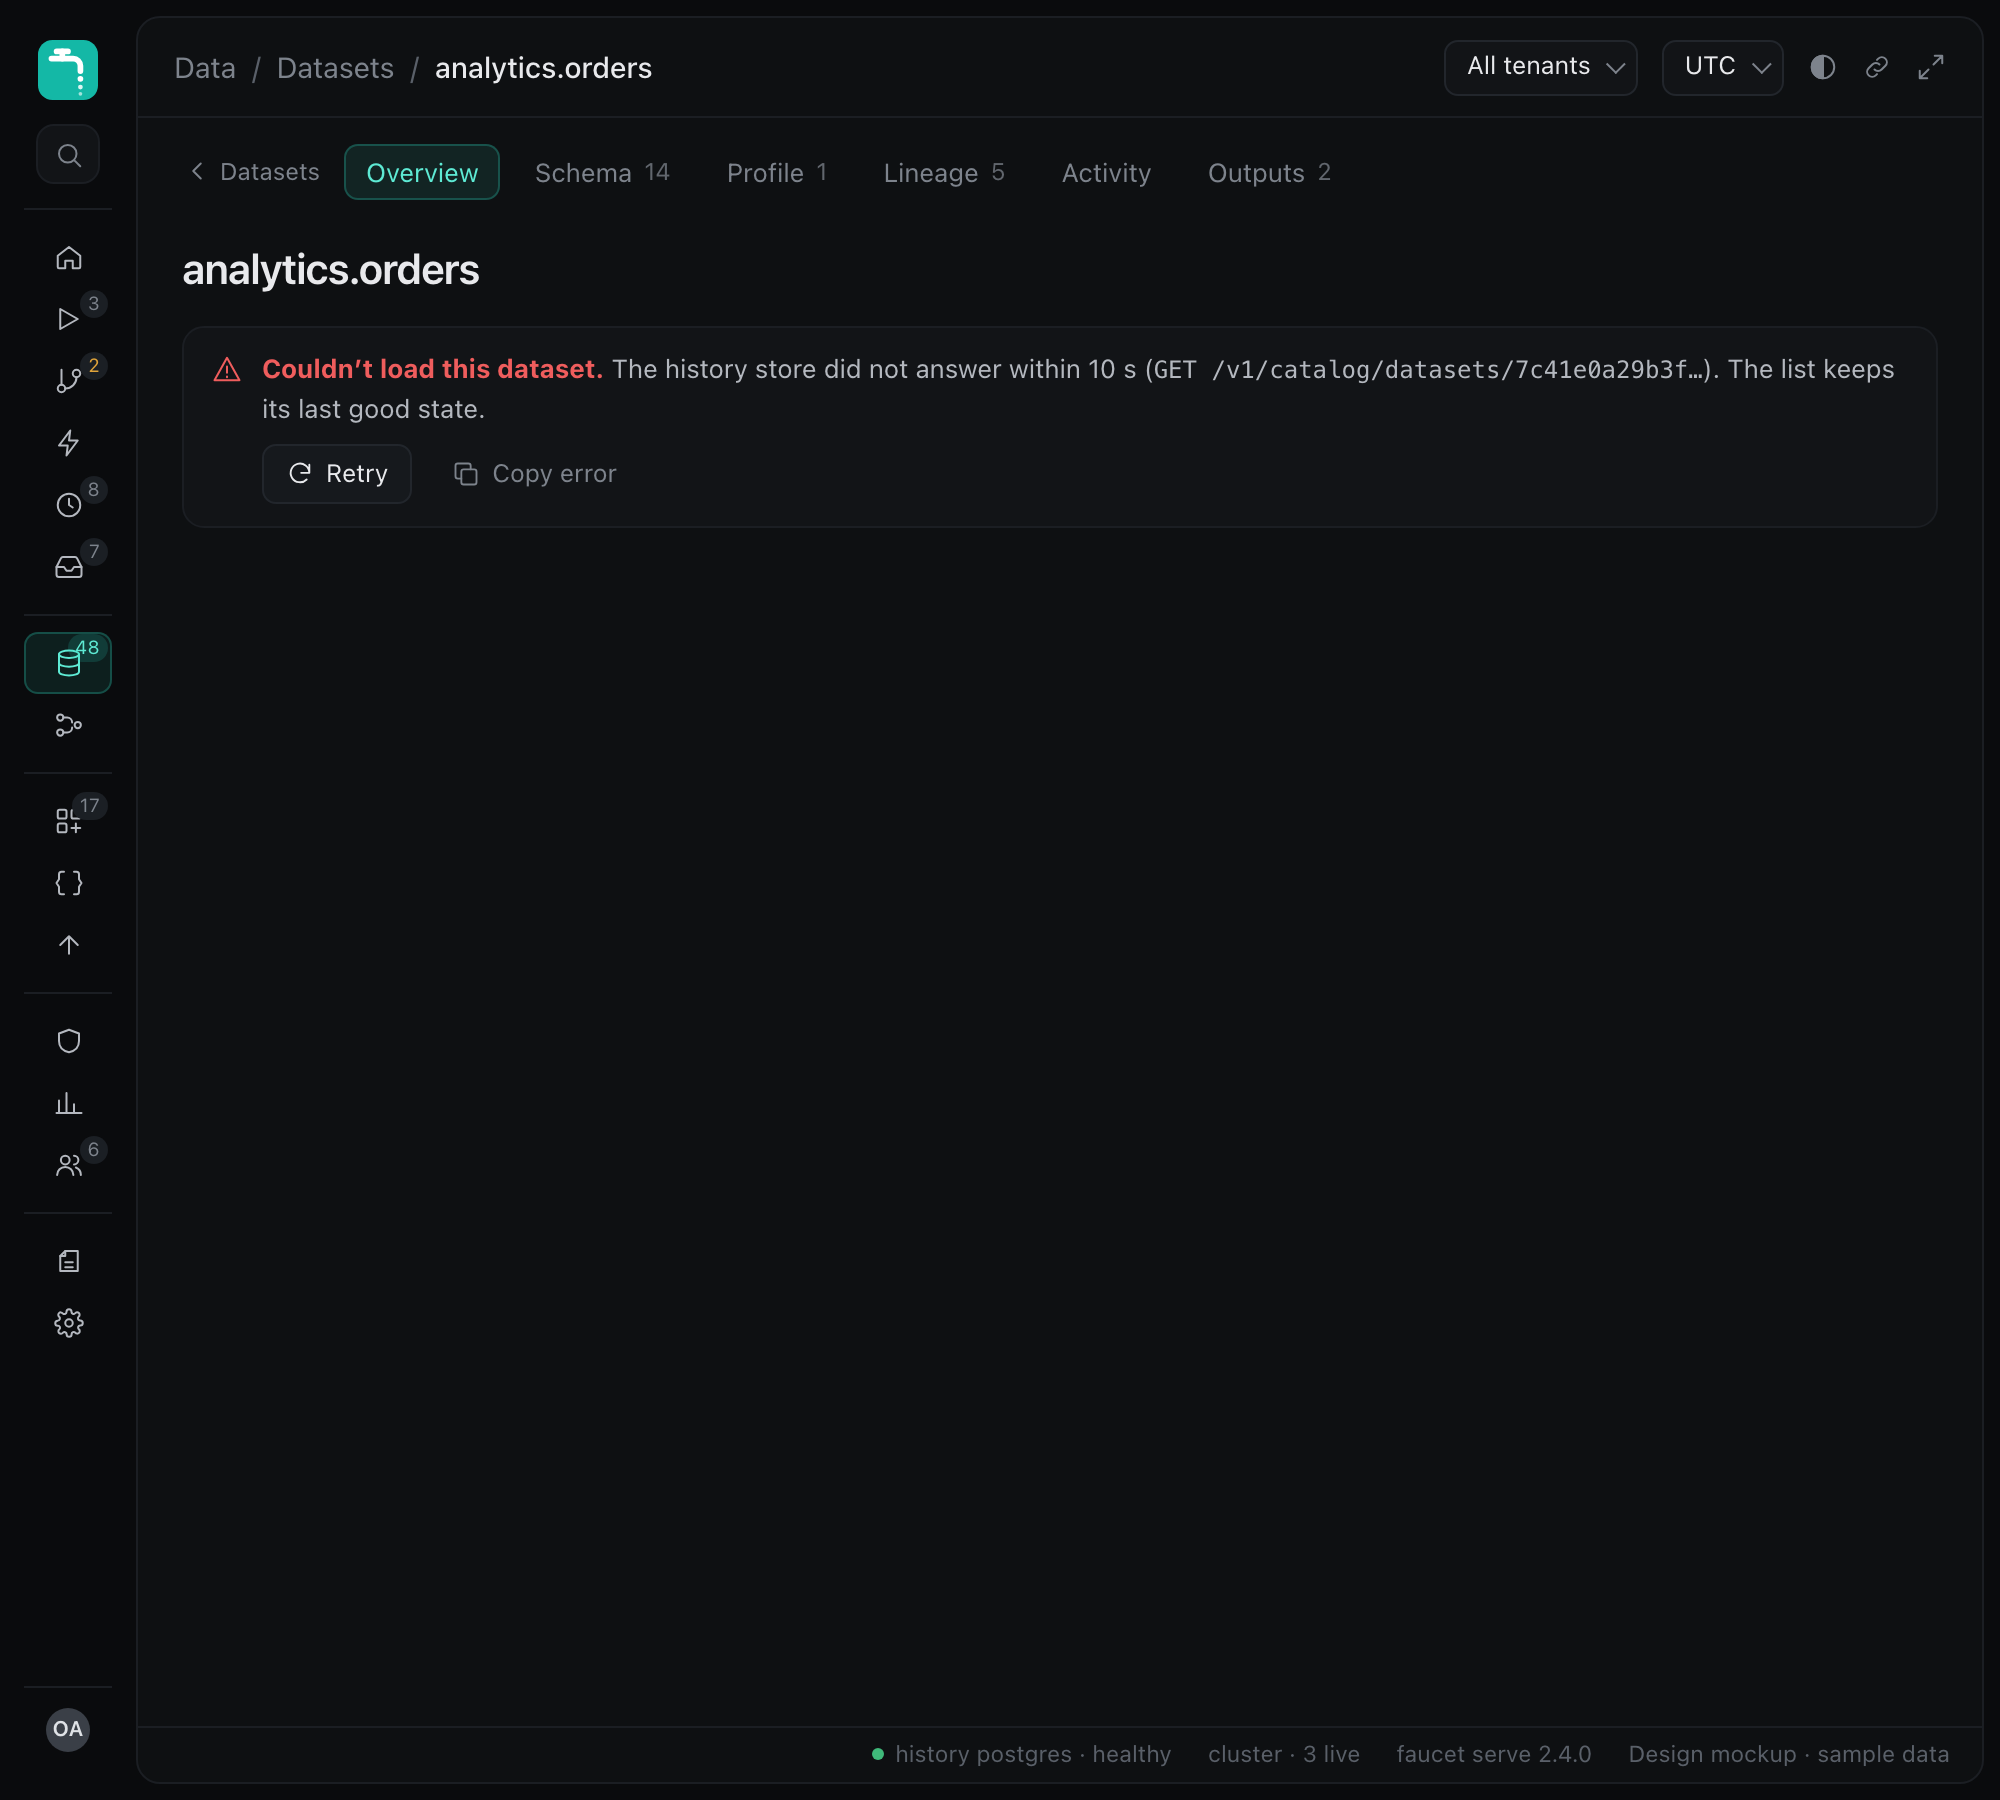 Data / Datasets / analytics.orders
All tenants
UTC
Datasets
Overview
Schema 14
Profile 1
Lineage 5
Activity
Outputs 2
analytics.orders
Couldn’t load this dataset. The history store did not answer within 10 s (GET /v1/catalog/datasets/7c41e0a29b3f…). The list keeps
its last good state.
Retry
Copy error
3
2
8
7
48
17
6
OA
history postgres · healthy
cluster · 3 live
faucet serve 2.4.0
Design mockup · sample data